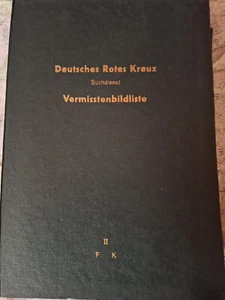 Deutsches Rotes Kreuz
Suchdienst
Vermisstenbildliste
II
F K